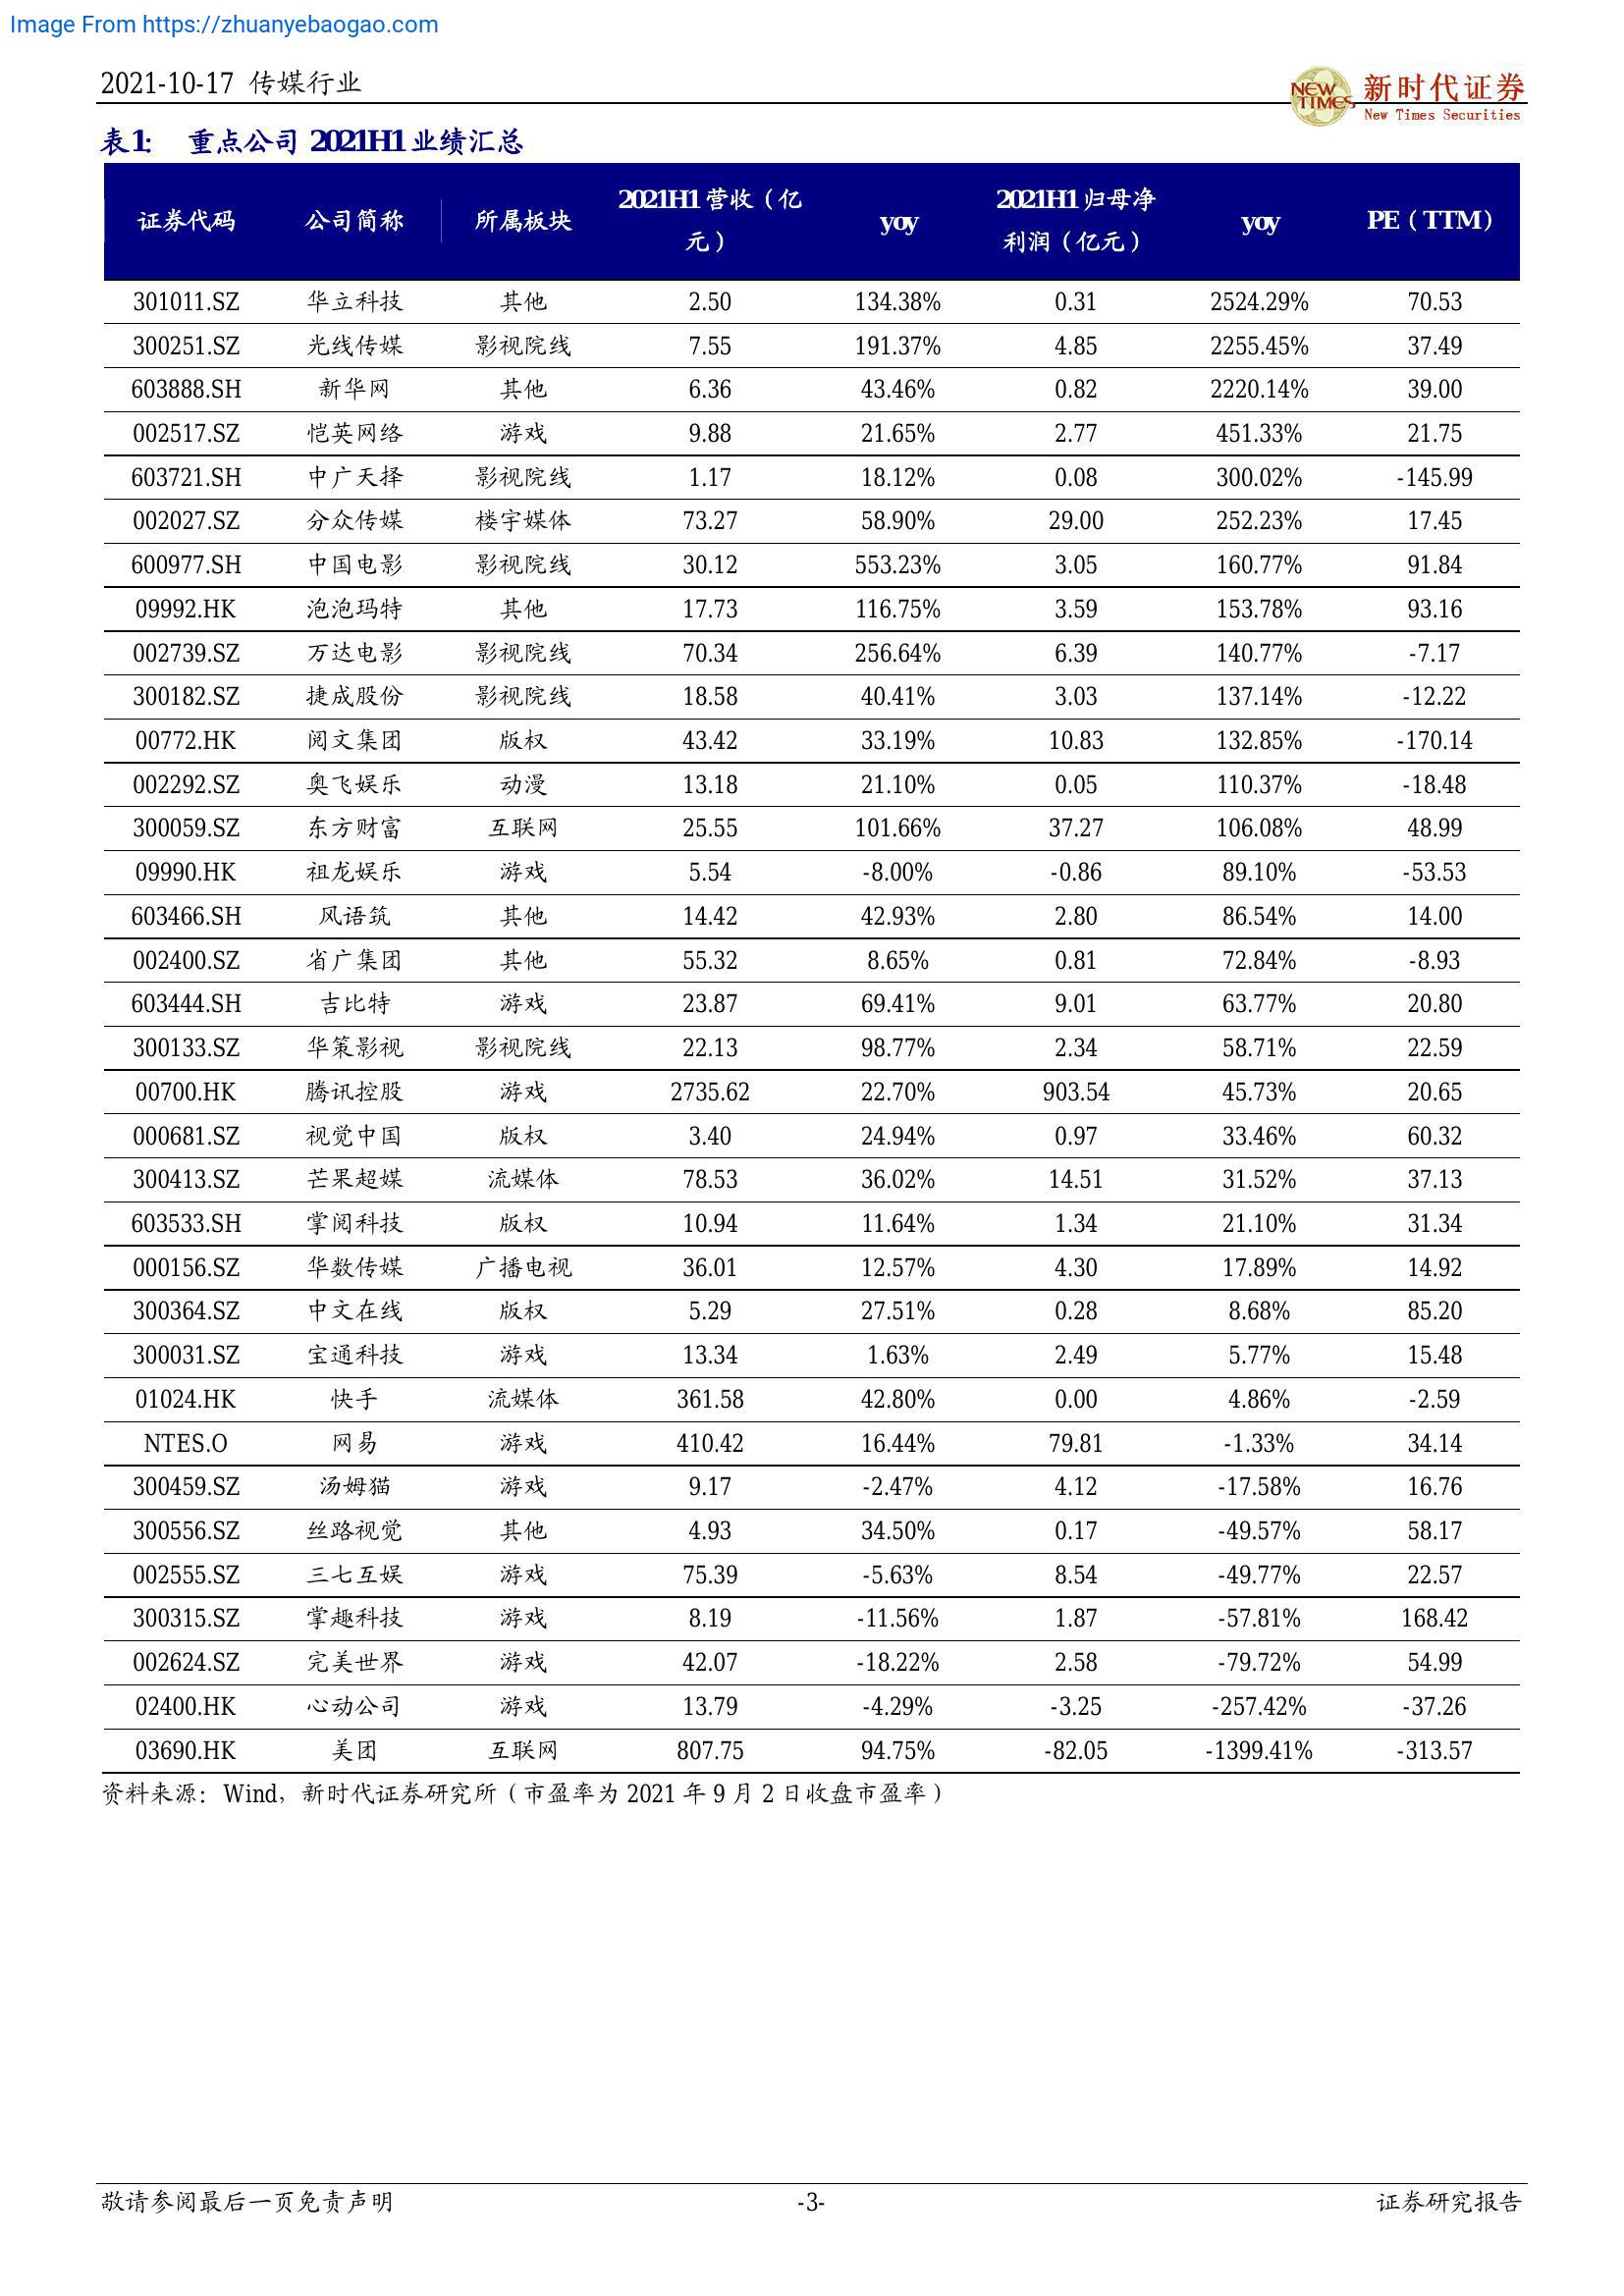 Image From https://zhuanyebaogao.com
2021-10-17 传媒行业
NEW TIMES
新时代证券
New Times Securities
表1: 重点公司 2021H1 业绩汇总
证券代码 公司简称 所属板块 2021H1 营收（亿元） yoy 2021H1 归母净利润（亿元） yoy PE（TTM）
301011.SZ 华立科技 其他 2.50 134.38% 0.31 2524.29% 70.53
300251.SZ 光线传媒 影视院线 7.55 191.37% 4.85 2255.45% 37.49
603888.SH 新华网 其他 6.36 43.46% 0.82 2220.14% 39.00
002517.SZ 恺英网络 游戏 9.88 21.65% 2.77 451.33% 21.75
603721.SH 中广天择 影视院线 1.17 18.12% 0.08 300.02% -145.99
002027.SZ 分众传媒 楼宇媒体 73.27 58.90% 29.00 252.23% 17.45
600977.SH 中国电影 影视院线 30.12 553.23% 3.05 160.77% 91.84
09992.HK 泡泡玛特 其他 17.73 116.75% 3.59 153.78% 93.16
002739.SZ 万达电影 影视院线 70.34 256.64% 6.39 140.77% -7.17
300182.SZ 捷成股份 影视院线 18.58 40.41% 3.03 137.14% -12.22
00772.HK 阅文集团 版权 43.42 33.19% 10.83 132.85% -170.14
002292.SZ 奥飞娱乐 动漫 13.18 21.10% 0.05 110.37% -18.48
300059.SZ 东方财富 互联网 25.55 101.66% 37.27 106.08% 48.99
09990.HK 祖龙娱乐 游戏 5.54 -8.00% -0.86 89.10% -53.53
603466.SH 风语筑 其他 14.42 42.93% 2.80 86.54% 14.00
002400.SZ 省广集团 其他 55.32 8.65% 0.81 72.84% -8.93
603444.SH 吉比特 游戏 23.87 69.41% 9.01 63.77% 20.80
300133.SZ 华策影视 影视院线 22.13 98.77% 2.34 58.71% 22.59
00700.HK 腾讯控股 游戏 2735.62 22.70% 903.54 45.73% 20.65
000681.SZ 视觉中国 版权 3.40 24.94% 0.97 33.46% 60.32
300413.SZ 芒果超媒 流媒体 78.53 36.02% 14.51 31.52% 37.13
603533.SH 掌阅科技 版权 10.94 11.64% 1.34 21.10% 31.34
000156.SZ 华数传媒 广播电视 36.01 12.57% 4.30 17.89% 14.92
300364.SZ 中文在线 版权 5.29 27.51% 0.28 8.68% 85.20
300031.SZ 宝通科技 游戏 13.34 1.63% 2.49 5.77% 15.48
01024.HK 快手 流媒体 361.58 42.80% 0.00 4.86% -2.59
NTES.O 网易 游戏 410.42 16.44% 79.81 -1.33% 34.14
300459.SZ 汤姆猫 游戏 9.17 -2.47% 4.12 -17.58% 16.76
300556.SZ 丝路视觉 其他 4.93 34.50% 0.17 -49.57% 58.17
002555.SZ 三七互娱 游戏 75.39 -5.63% 8.54 -49.77% 22.57
300315.SZ 掌趣科技 游戏 8.19 -11.56% 1.87 -57.81% 168.42
002624.SZ 完美世界 游戏 42.07 -18.22% 2.58 -79.72% 54.99
02400.HK 心动公司 游戏 13.79 -4.29% -3.25 -257.42% -37.26
03690.HK 美团 互联网 807.75 94.75% -82.05 -1399.41% -313.57
资料来源：Wind，新时代证券研究所（市盈率为 2021 年 9 月 2 日收盘市盈率）
敬请参阅最后一页免责声明 -3- 证券研究报告